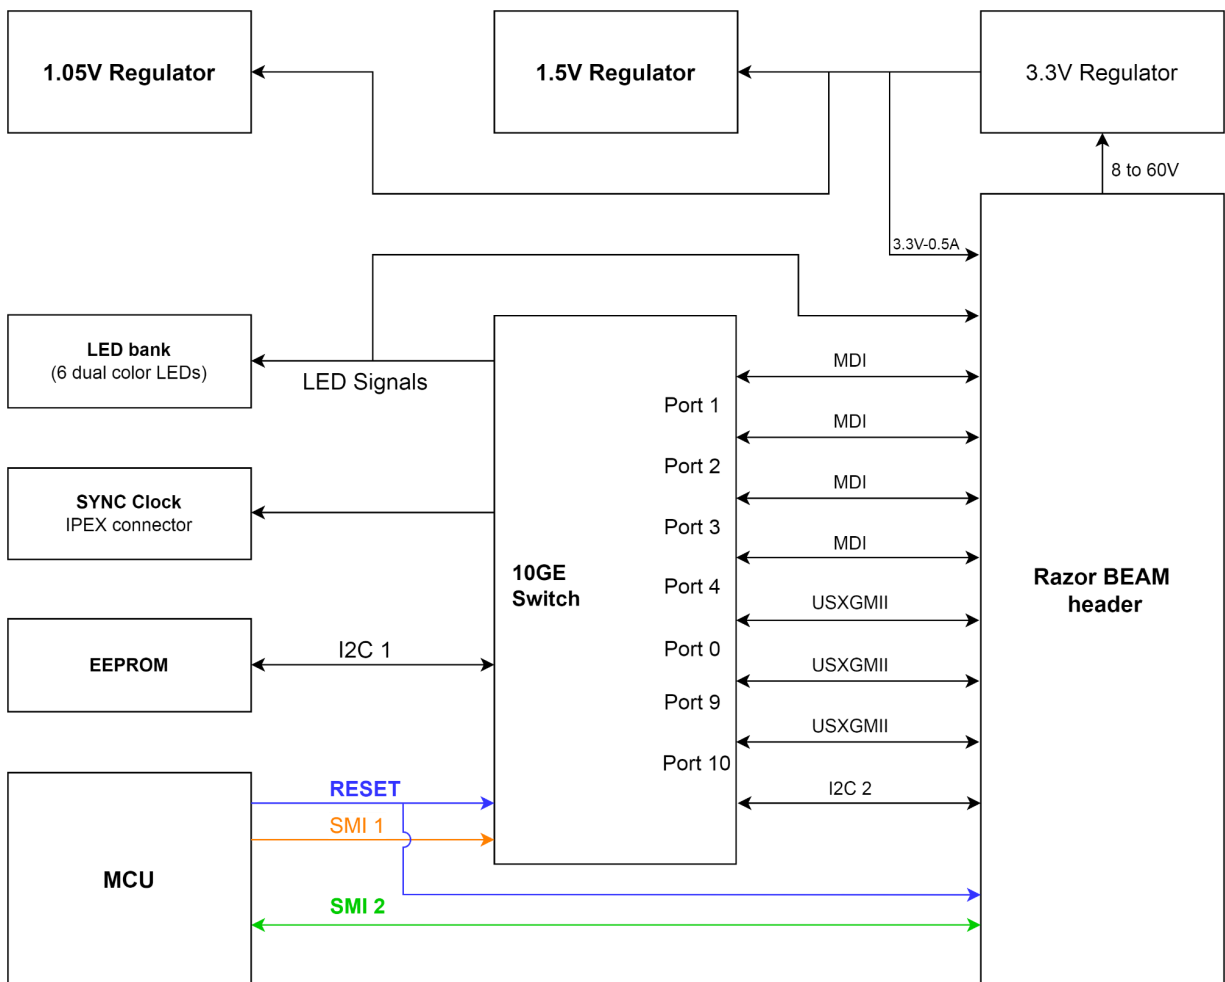 1.05V Regulator
1.5V Regulator
3.3V Regulator
8 to 60V
3.3V-0.5A
LED bank
(6 dual color LEDs)
LED Signals
SYNC Clock
IPEX connector
EEPROM
I2C 1
MCU
RESET
SMI 1
SMI 2
10GE
Switch
Port 1
Port 2
Port 3
Port 4
Port 0
Port 9
Port 10
MDI
MDI
MDI
MDI
USXGMII
USXGMII
USXGMII
I2C 2
Razor BEAM
header